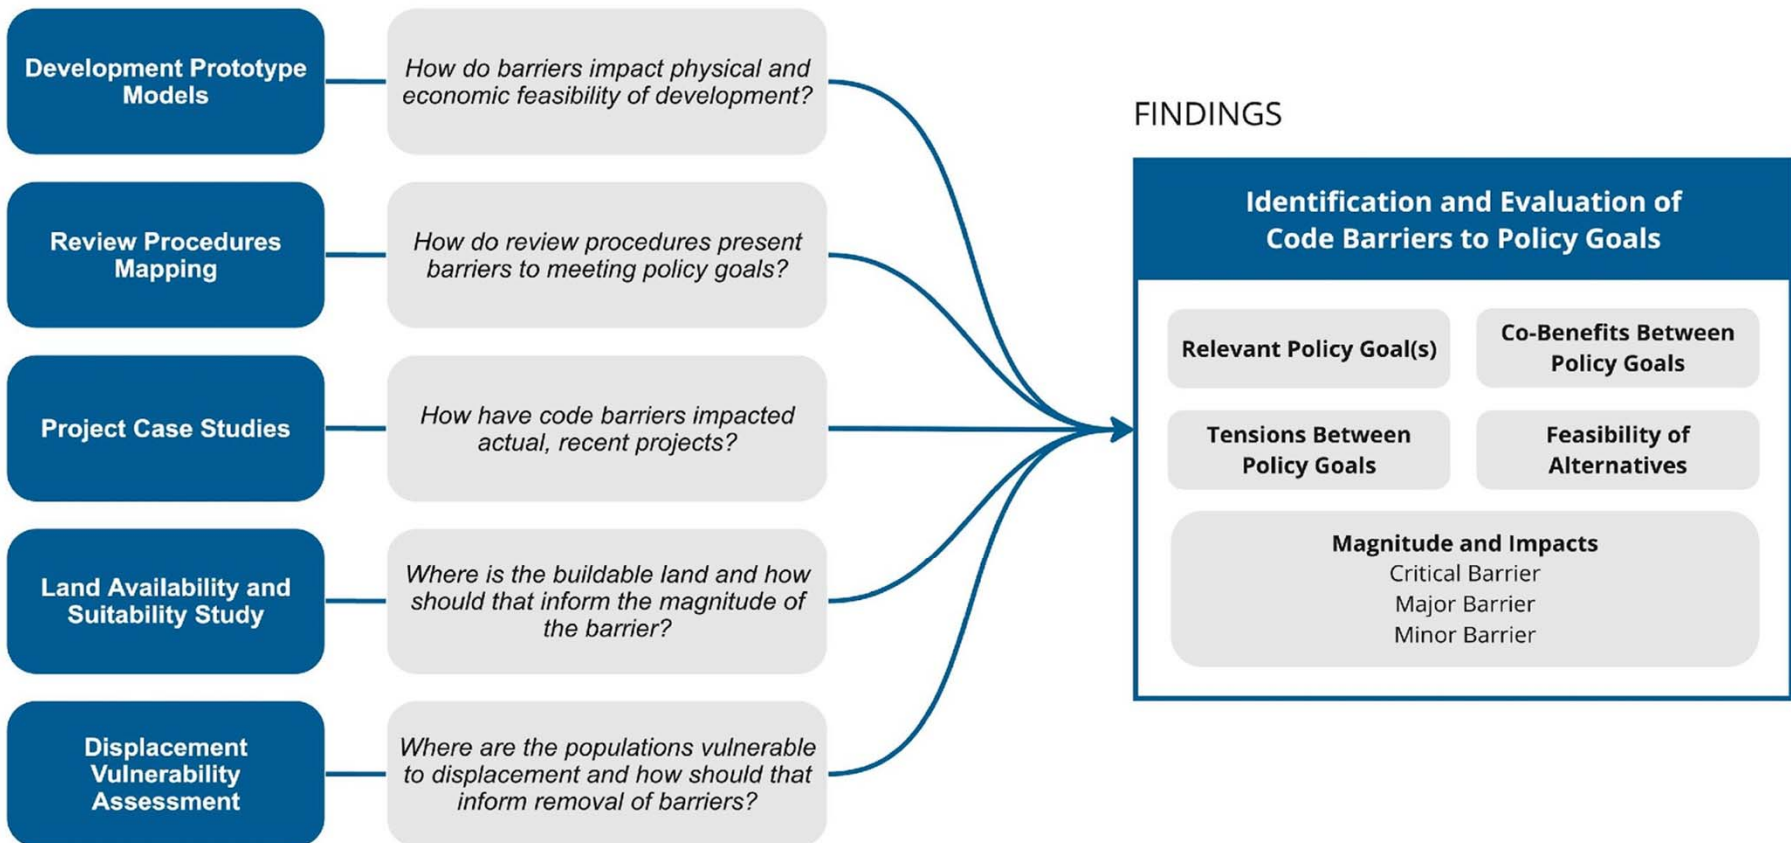 Development Prototype
Models
How do barriers impact physical and
economic feasibility of development?
Review Procedures
Mapping
How do review procedures present
barriers to meeting policy goals?
Project Case Studies
How have code barriers impacted
actual, recent projects?
Land Availability and
Suitability Study
Where is the buildable land and how
should that inform the magnitude of
the barrier?
Displacement
Vulnerability
Assessment
Where are the populations vulnerable
to displacement and how should that
inform removal of barriers?
FINDINGS
Identification and Evaluation of
Code Barriers to Policy Goals
Relevant Policy Goal(s)
Co-Benefits Between
Policy Goals
Tensions Between
Policy Goals
Feasibility of
Alternatives
Magnitude and Impacts
Critical Barrier
Major Barrier
Minor Barrier